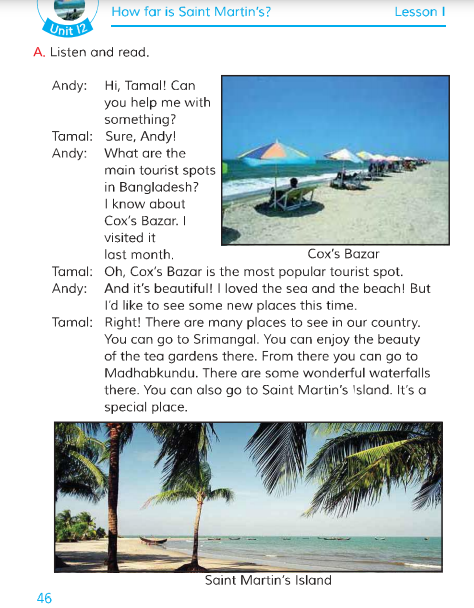 How far is Saint Martin's?
Lesson 1
Unit 12
A. Listen and read.
Andy: Hi, Tamal! Can
you help me with
something?
Tamal: Sure, Andy!
Andy: What are the
main tourist spots
in Bangladesh?
I know about
Cox's Bazar. I
visited it
last month.
Cox's Bazar
Tamal: Oh, Cox's Bazar is the most popular tourist spot.
Andy: And it's beautiful! I loved the sea and the beach! But
I'd like to see some new places this time.
Tamal: Right! There are many places to see in our country.
You can go to Srimangal. You can enjoy the beauty
of the tea gardens there. From there you can go to
Madhabkundu. There are some wonderful waterfalls
there. You can also go to Saint Martin's Island. It's a
special place.
Saint Martin's Island
46